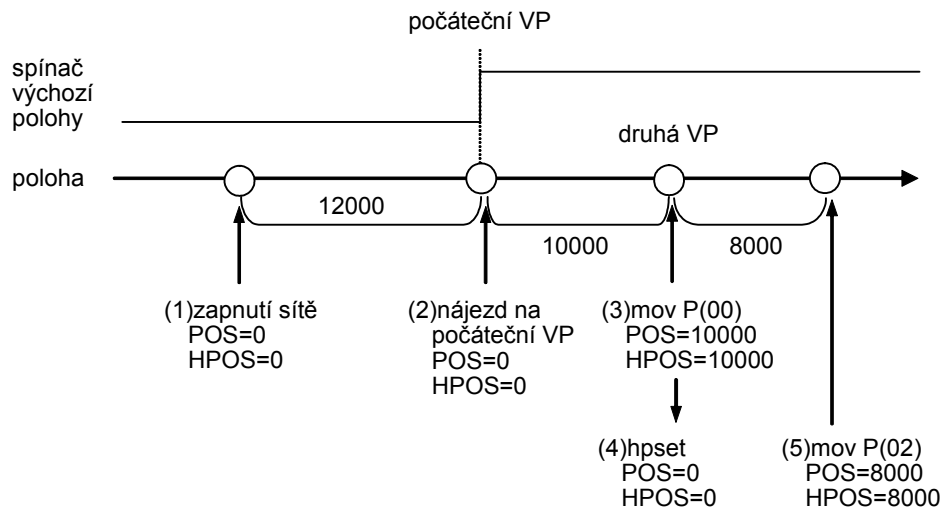 počáteční VP
spínač
výchozí
polohy
druhá VP
poloha
12000
10000
8000
(1)zapnutí sítě
POS=0
HPOS=0
(2)nájezd na
počáteční VP
POS=0
HPOS=0
(3)mov P(00)
POS=10000
HPOS=10000
(4)hpset
POS=0
HPOS=0
(5)mov P(02)
POS=8000
HPOS=8000